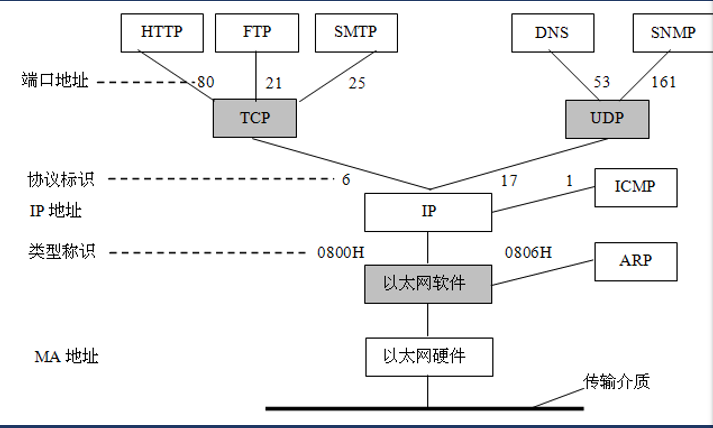 HTTP FTP SMTP DNS SNMP
端口地址 80 21 25 53 161
TCP UDP
协议标识 6 17 1 ICMP
IP 地址 IP
类型称识 0800H 0806H ARP
以太网软件
MA 地址 以太网硬件
传输介质